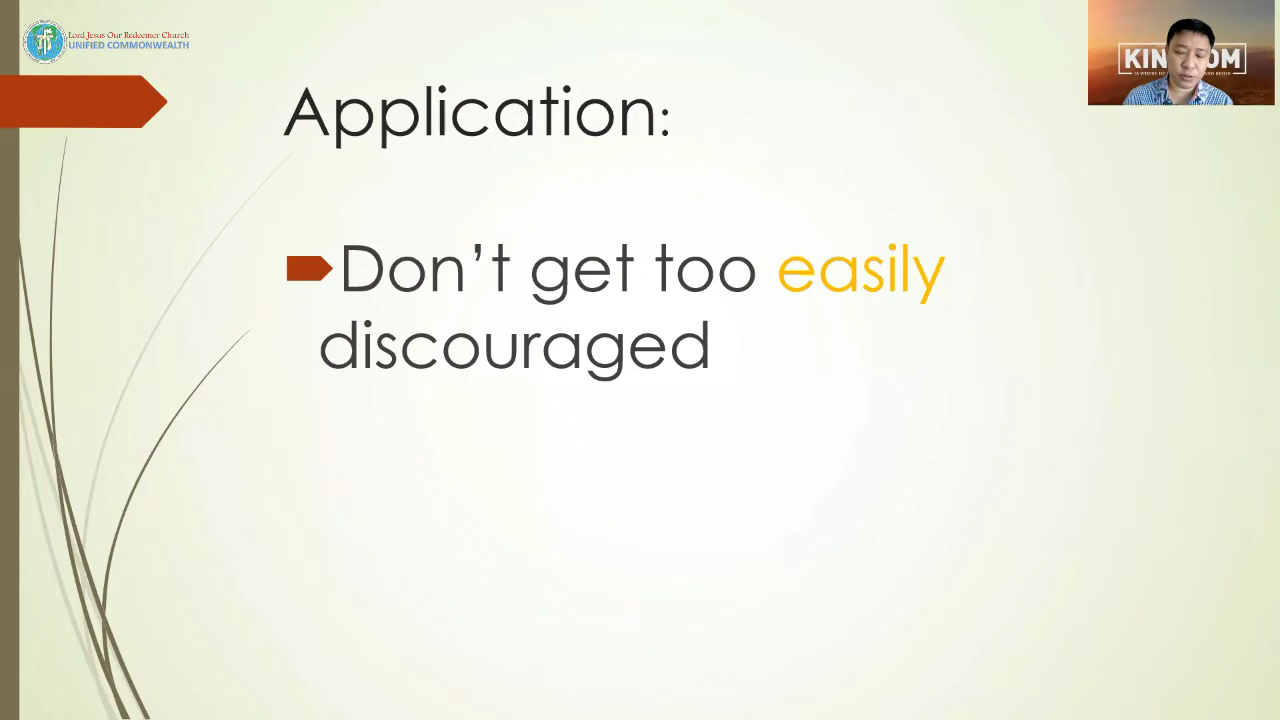 Lord Jesus Our Redeemer Church
UNIFIED COMMONWEALTH
Application:
Don't get too easily
discouraged